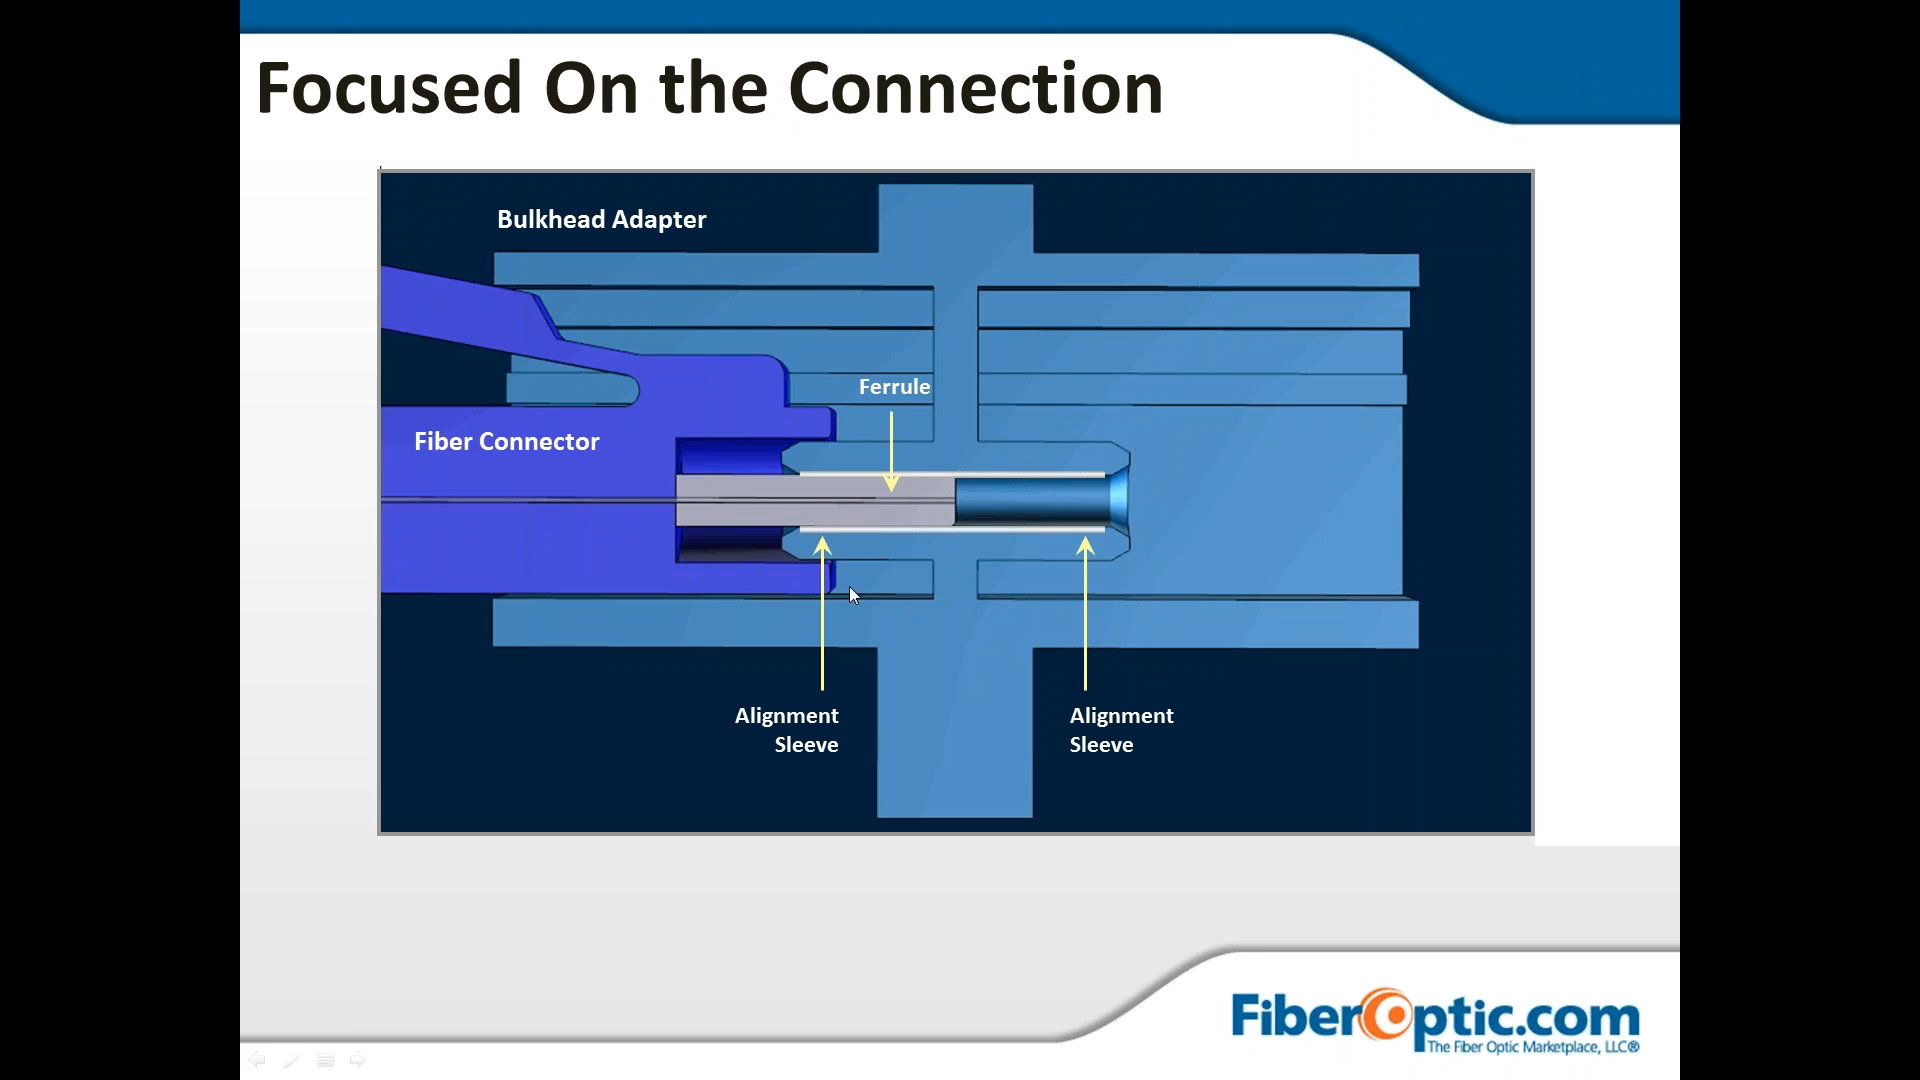 Focused On the Connection
Bulkhead Adapter
Ferrule
Fiber Connector
Alignment
Sleeve
Alignment
Sleeve
FiberOptic.com
The Fiber Optic Marketplace, LLC®